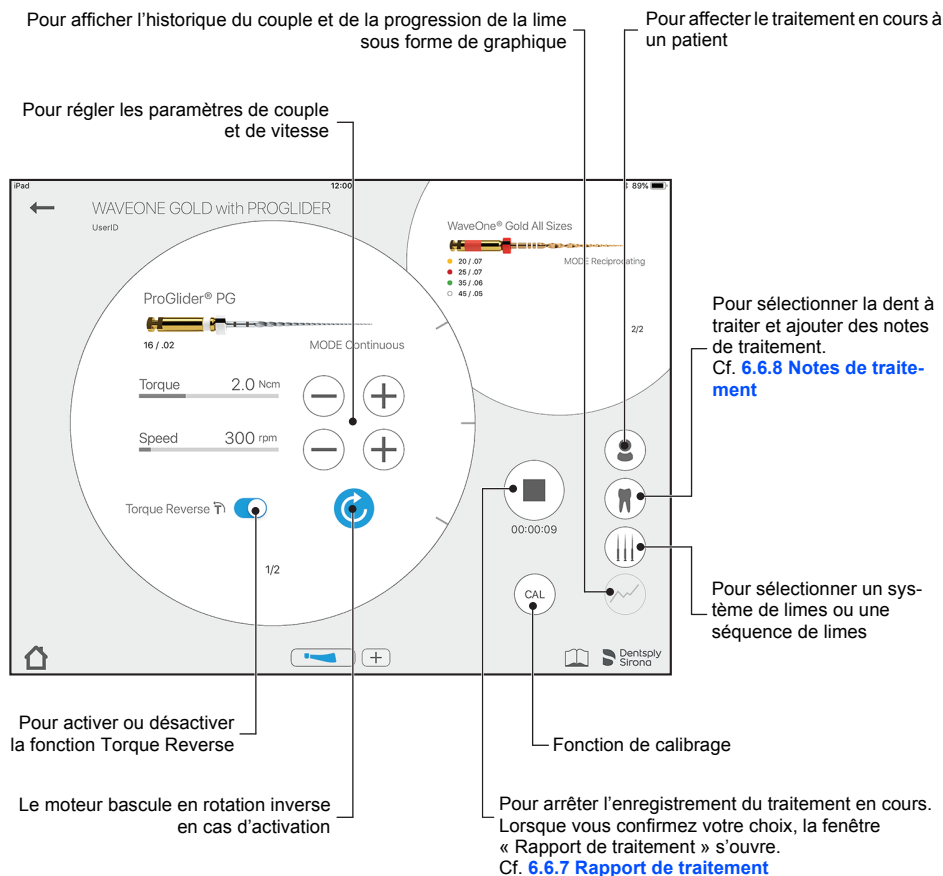 Pour afficher l'historique du couple et de la progression de la lime
sous forme de graphique
Pour affecter le traitement en cours à
un patient
Pour régler les paramètres de couple
et de vitesse
iPad
12:00
89%
WAVEONE GOLD with PROGLIDER
UserID
WaveOne® Gold All Sizes
20 / .07
25 / .07
35 / .06
45 / .05
MODE Reciprocating
2/2
ProGlider® PG
16 / .02
MODE Continuous
Torque 2.0 Ncm
Speed 300 rpm
Torque Reverse
1/2
00:00:09
CAL
Dentsply
Sirona
Pour sélectionner la dent à
traiter et ajouter des notes
de traitement.
Cf. 6.6.8 Notes de traite-
ment
Pour sélectionner un sys-
tème de limes ou une
séquence de limes
Pour activer ou désactiver
la fonction Torque Reverse
Fonction de calibrage
Le moteur bascule en rotation inverse
en cas d'activation
Pour arrêter l'enregistrement du traitement en cours.
Lorsque vous confirmez votre choix, la fenêtre
« Rapport de traitement » s'ouvre.
Cf. 6.6.7 Rapport de traitement